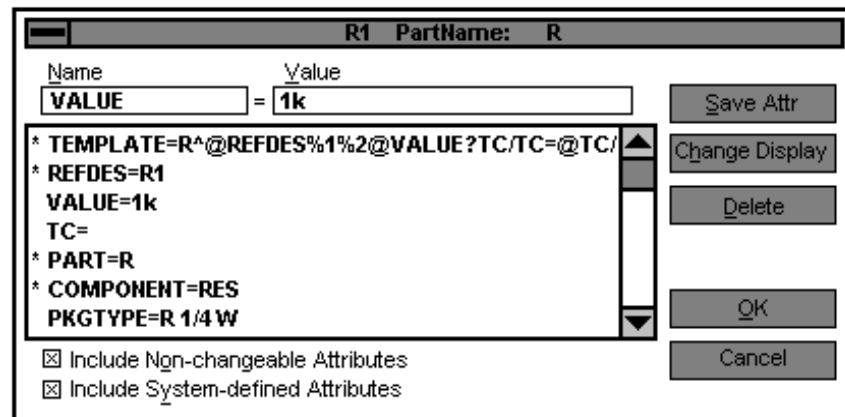 R1 PartName: R
Name Value
VALUE = 1k
Save Attr
* TEMPLATE=R^@REFDES%1%2@VALUE?TC/TC=@TC/
Change Display
* REFDES=R1
VALUE=1k
Delete
TC=
* PART=R
* COMPONENT=RES
OK
PKGTYPE=R 1/4 W
Include Non-changeable Attributes
Cancel
Include System-defined Attributes